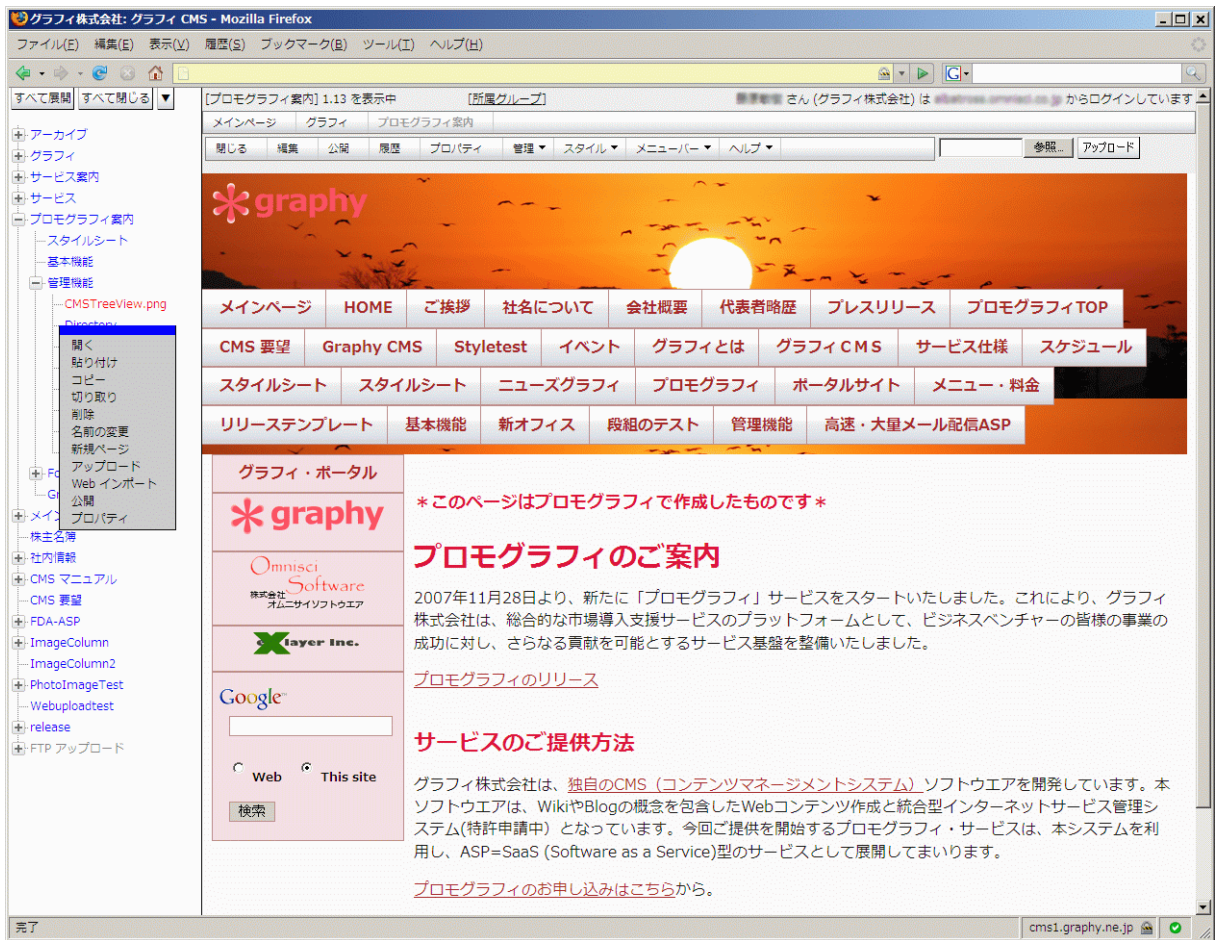 グラフィ株式会社: グラフィ CMS - Mozilla Firefox
ファイル(F) 編集(E) 表示(V) 履歴(S) ブックマーク(B) ツール(T) ヘルプ(H)
すべて展開 すべて閉じる ▼
[プロモグラフィ案内] 1.13 を表示中 [所属グループ] さん (グラフィ株式会社) は からログインしています
メインページ グラフィ プロモグラフィ案内
閉じる 編集 公開 履歴 プロパティ 管理▼ スタイル▼ メニューバー▼ ヘルプ▼ 参照... アップロード
アーカイブ
グラフィ
サービス案内
サービス
プロモグラフィ案内
スタイルシート
基本機能
管理機能
CMSTreeView.png
Directory
開く
貼り付け
コピー
切り取り
削除
名前の変更
新規ページ
アップロード
Web インポート
公開
プロパティ
株主名簿
社内情報
CMS マニュアル
CMS 要望
FDA-ASP
ImageColumn
ImageColumn2
PhotoImageTest
Webuploadtest
release
FTP アップロード
graphy
メインページ HOME ご挨拶 社名について 会社概要 代表者略歴 プレスリリース プロモグラフィTOP
CMS 要望 Graphy CMS Styletest イベント グラフィとは グラフィCMS サービス仕様 スケジュール
スタイルシート スタイルシート ニューズグラフィ プロモグラフィ ポータルサイト メニュー・料金
リリーステンプレート 基本機能 新オフィス 段組のテスト 管理機能 高速・大量メール配信ASP
グラフィ・ポータル
graphy
Omnisci
Software
株式会社
オムニサイソフトウエア
exlayer Inc.
Google™
Web This site
検索
＊このページはプロモグラフィで作成したものです＊
プロモグラフィのご案内
2007年11月28日より、新たに「プロモグラフィ」サービスをスタートいたしました。これにより、グラフィ
株式会社は、総合的な市場導入支援サービスのプラットフォームとして、ビジネスベンチャーの皆様の事業の
成功に対し、さらなる貢献を可能とするサービス基盤を整備いたしました。
プロモグラフィのリリース
サービスのご提供方法
グラフィ株式会社は、独自のCMS（コンテンツマネージメントシステム）ソフトウエアを開発しています。本
ソフトウエアは、WikiやBlogの概念を包含したWebコンテンツ作成と統合型インターネットサービス管理シ
ステム(特許申請中）となっています。今回ご提供を開始するプロモグラフィ・サービスは、本システムを利
用し、ASP=SaaS (Software as a Service)型のサービスとして展開してまいります。
プロモグラフィのお申し込みはこちらから。
完了 cms1.graphy.ne.jp